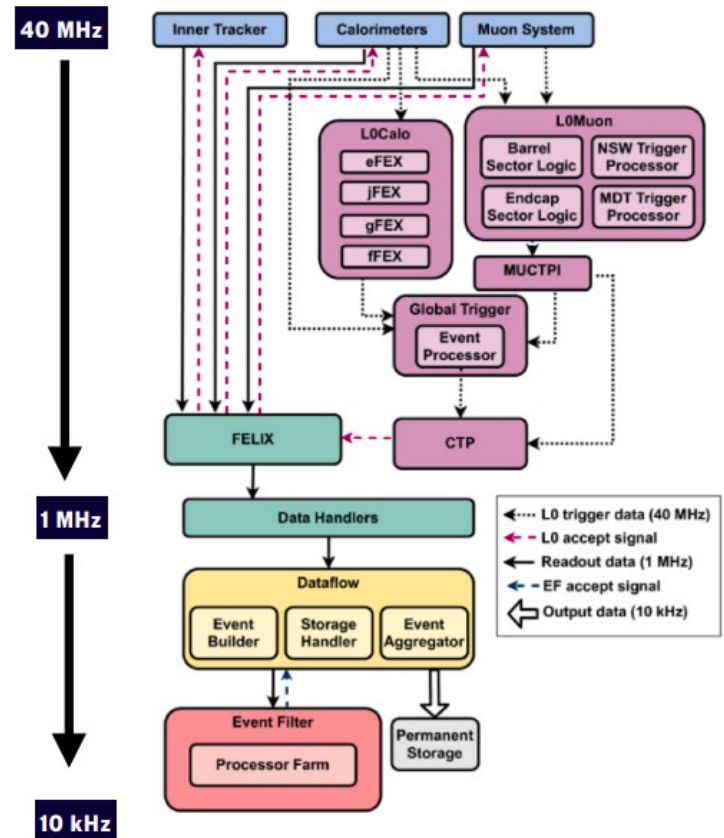 40 MHz
Inner Tracker
Calorimeters
Muon System
L0Calo
eFEX
jFEX
gFEX
fFEX
L0Muon
Barrel
Sector Logic
NSW Trigger
Processor
Endcap
Sector Logic
MDT Trigger
Processor
MUCTPI
Global Trigger
Event
Processor
FELIX
CTP
1 MHz
Data Handlers
L0 trigger data (40 MHz)
L0 accept signal
Readout data (1 MHz)
EF accept signal
Output data (10 kHz)
Dataflow
Event
Builder
Storage
Handler
Event
Aggregator
Event Filter
Processor Farm
Permanent
Storage
10 kHz